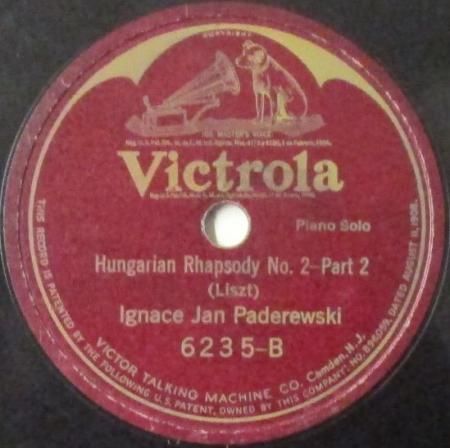 "HIS MASTER'S VOICE"
Victrola
Piano Solo
Hungarian Rhapsody No. 2-Part 2
(Liszt)
Ignace Jan Paderewski
6235-B
VICTOR TALKING MACHINE CO. Camden, N.J.
THIS RECORD IS PATENTED BY THE FOLLOWING U.S. PATENT, OWNED BY THIS COMPANY: NO. 896059, DATED AUGUST 11, 1908.